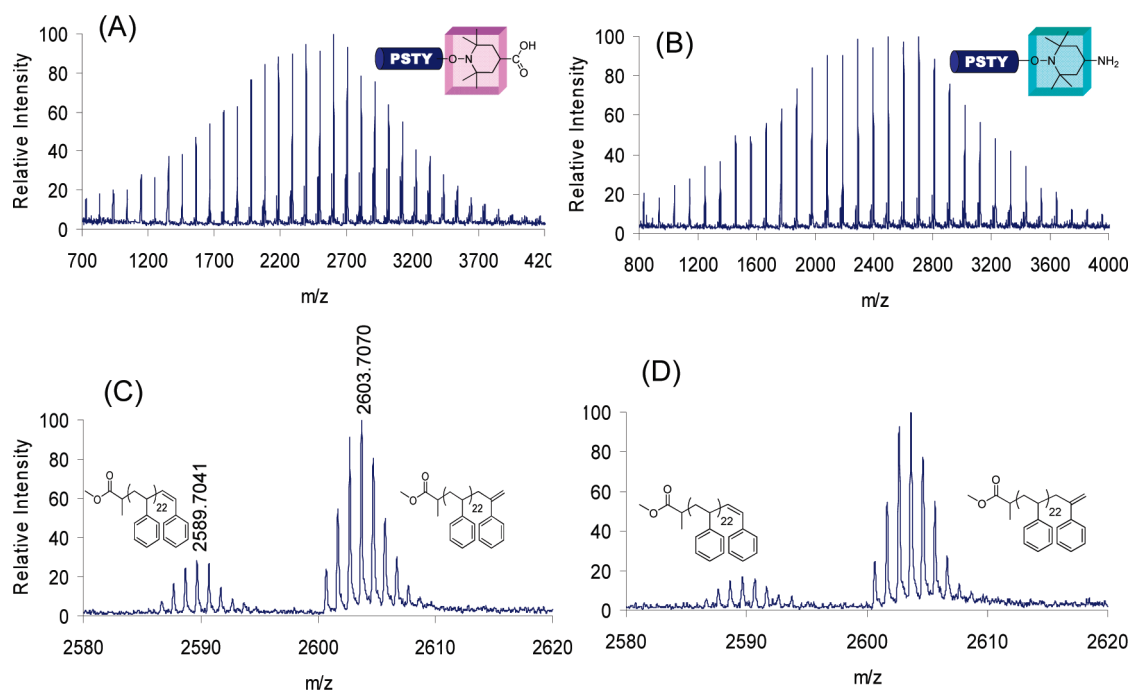 (A)
Relative Intensity
100
80
60
40
20
0
700 1200 1700 2200 2700 3200 3700 420
m/z
PSTY
O
N
O
OH
(B)
Relative Intensity
100
80
60
40
20
0
800 1200 1600 2000 2400 2800 3200 3600 4000
m/z
PSTY
O
N
NH2
(C)
Relative Intensity
100
80
60
40
20
0
2580 2590 2600 2610 2620
m/z
2589.7041
2603.7070
O
O
22
O
O
22
(D)
100
80
60
40
20
0
2580 2590 2600 2610 2620
m/z
O
O
22
O
O
22